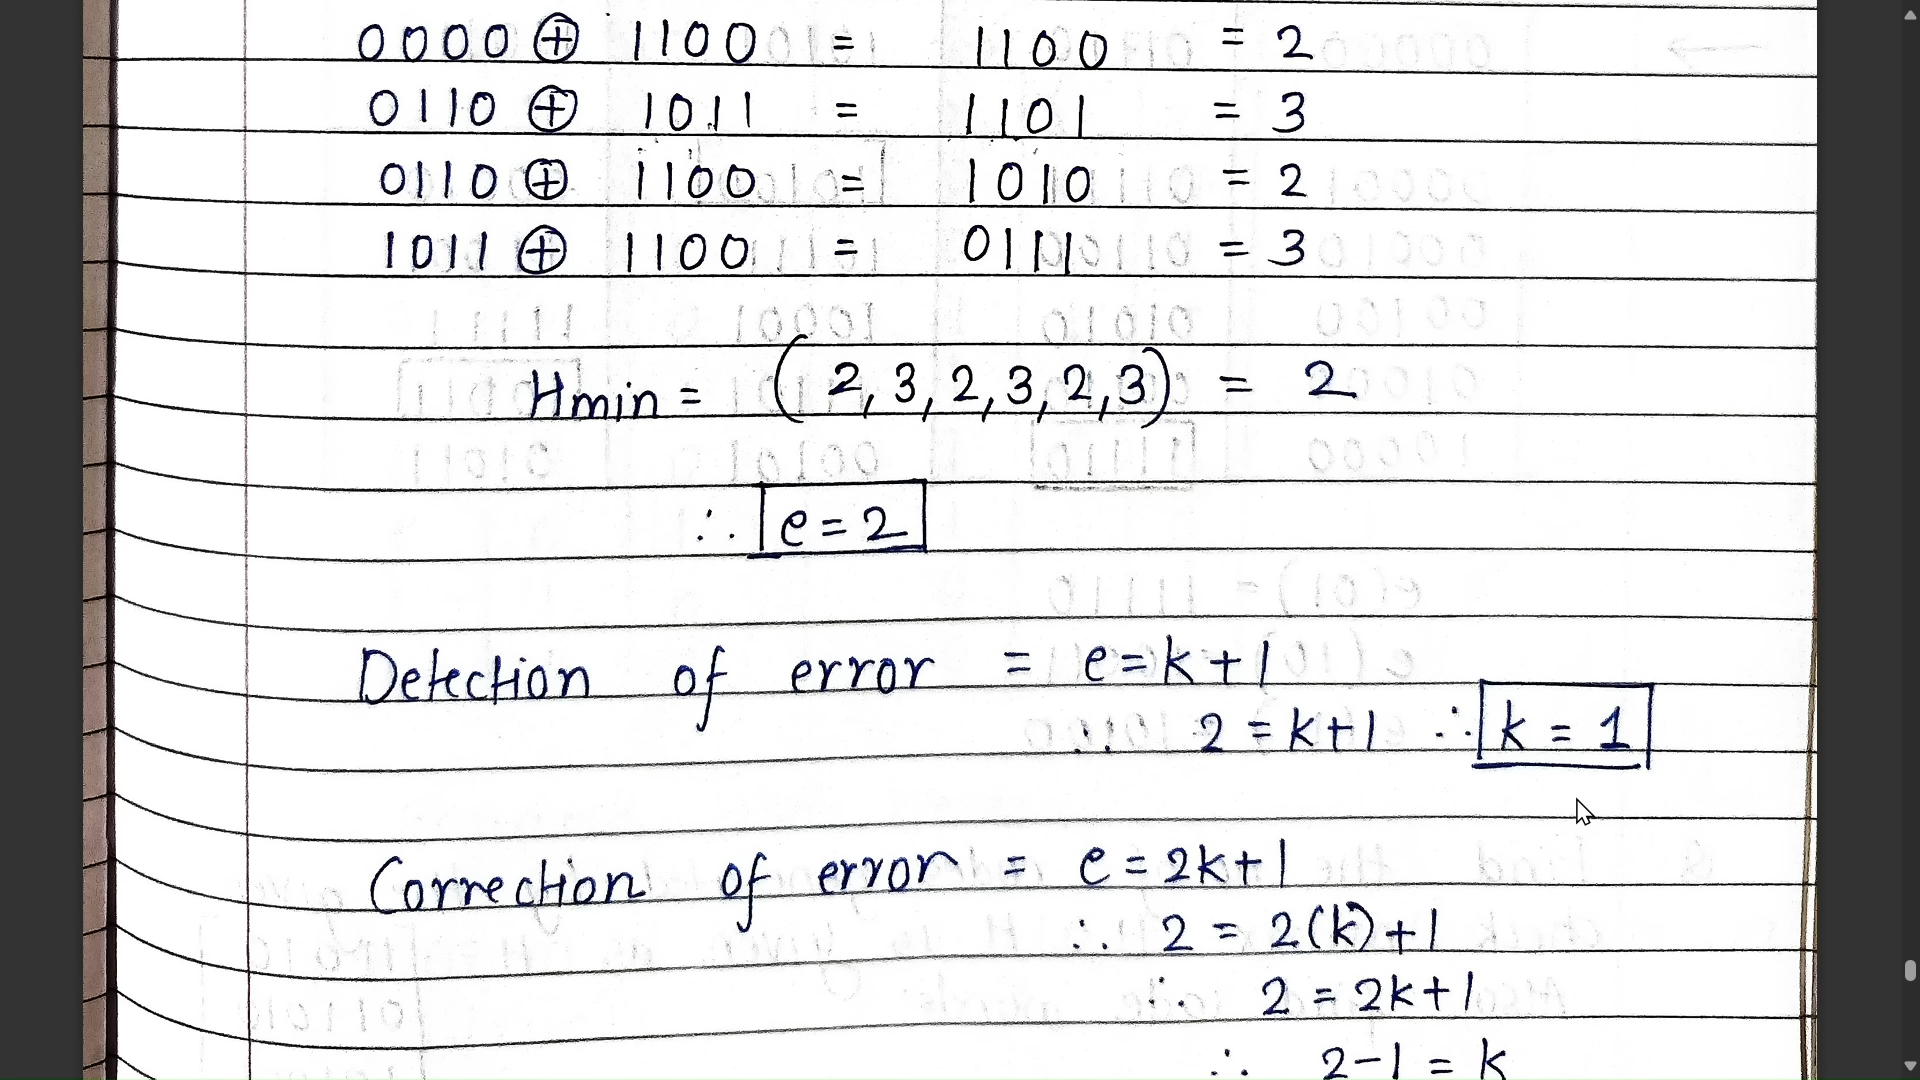 0000 ⊕ 1100 = 1100 = 2
0110 ⊕ 1011 = 1101 = 3
0110 ⊕ 1100 = 1010 = 2
1011 ⊕ 1100 = 0111 = 3
Hmin = (2,3,2,3,2,3) = 2
∴ e=2
Detection of error = e=k+1
∴ 2=k+1 ∴ k=1
Correction of error = e=2k+1
∴ 2 = 2(k)+1
∴ 2 = 2k+1
∴ 2-1 = k